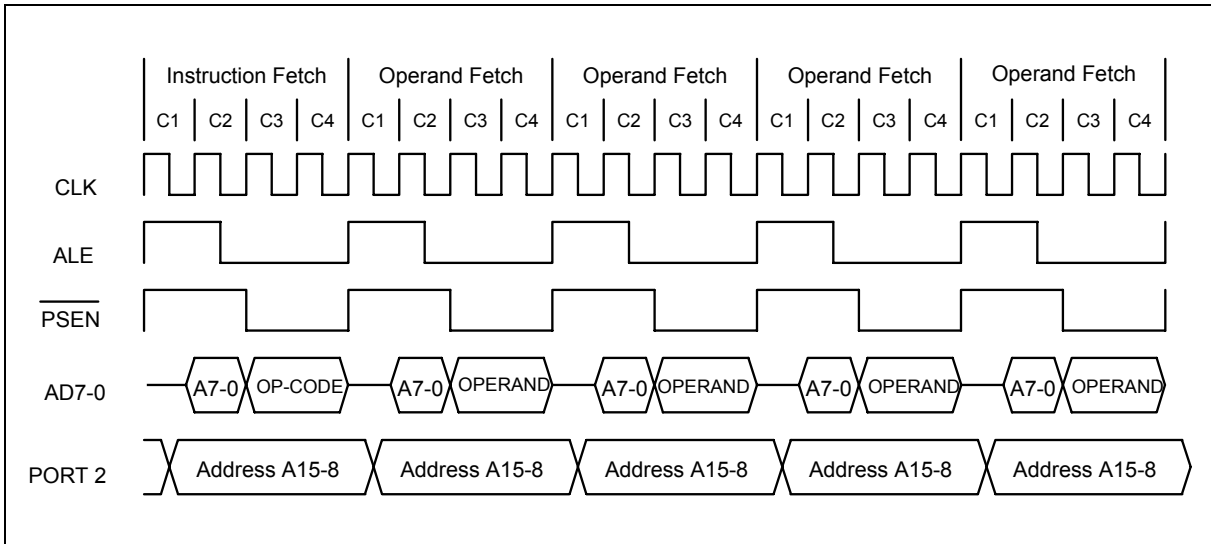 Instruction Fetch Operand Fetch Operand Fetch Operand Fetch Operand Fetch
C1 C2 C3 C4 C1 C2 C3 C4 C1 C2 C3 C4 C1 C2 C3 C4 C1 C2 C3 C4
CLK
ALE
PSEN
AD7-0 A7-0 OP-CODE A7-0 OPERAND A7-0 OPERAND A7-0 OPERAND A7-0 OPERAND
PORT 2 Address A15-8 Address A15-8 Address A15-8 Address A15-8 Address A15-8